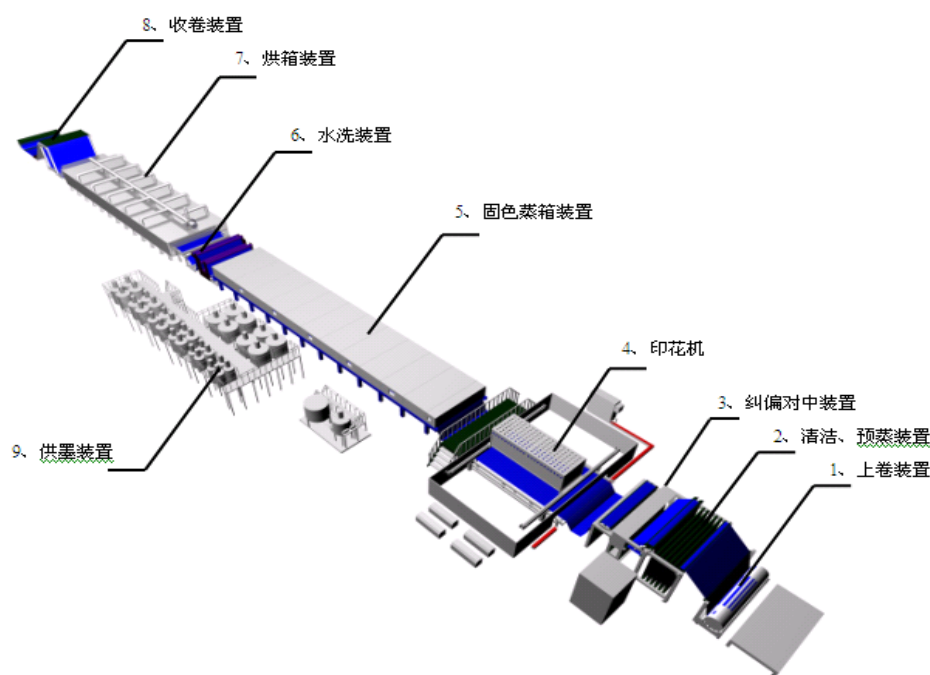 8、收卷装置
7、烘箱装置
6、水洗装置
5、固色蒸箱装置
4、印花机
3、纠偏对中装置
2、清洁、预蒸装置
1、上卷装置
9、供墨装置